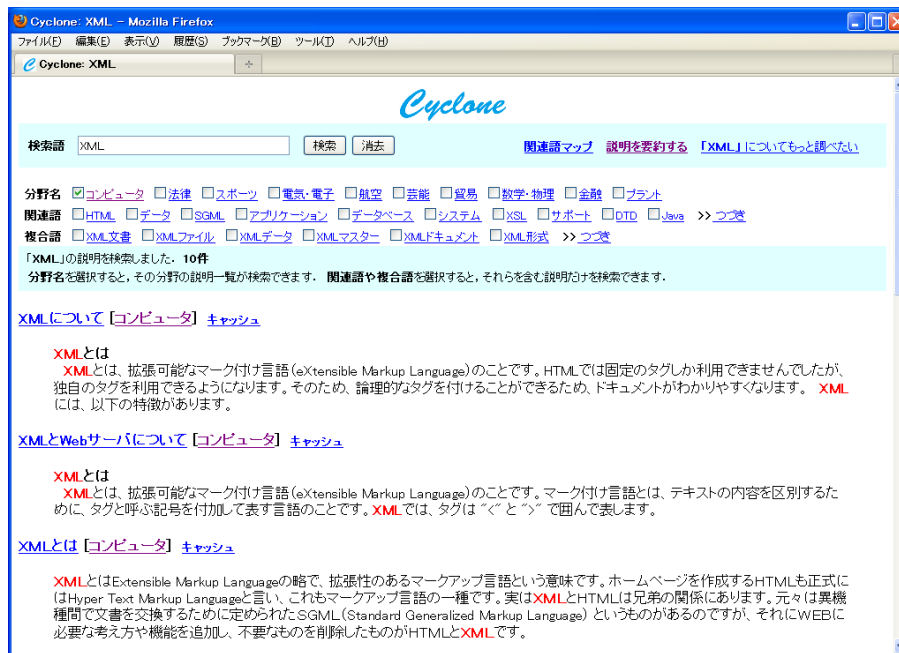 Cyclone: XML - Mozilla Firefox
ファイル(F) 編集(E) 表示(V) 履歴(S) ブックマーク(B) ツール(T) ヘルプ(H)
Cyclone: XML
Cyclone
検索語 XML 検索 消去 関連語マップ 説明を要約する 「XML」についてもっと調べたい
分野名 コンピュータ 法律 スポーツ 電気・電子 航空 芸能 貿易 数学・物理 金融 プラント
関連語 HTML データ SGML アプリケーション データベース システム XSL サポート DTD Java >> つづき
複合語 XML文書 XMLファイル XMLデータ XMLマスター XMLドキュメント XML形式 >> つづき
「XML」の説明を検索しました. 10件
分野名を選択すると, その分野の説明一覧が検索できます. 関連語や複合語を選択すると, それらを含む説明だけを検索できます.
XMLについて [コンピュータ] キャッシュ
XMLとは
XMLとは、拡張可能なマーク付け言語(eXtensible Markup Language)のことです。HTMLでは固定のタグしか利用できませんでしたが、
独自のタグを利用できるようになります。そのため、論理的なタグを付けることができるため、ドキュメントがわかりやすくなります。 XML
には、以下の特徴があります。
XMLとWebサーバについて [コンピュータ] キャッシュ
XMLとは
XMLとは、拡張可能なマーク付け言語(eXtensible Markup Language)のことです。マーク付け言語とは、テキストの内容を区別するた
めに、タグと呼ぶ記号を付加して表す言語のことです。XMLでは、タグは "<" と ">" で囲んで表します。
XMLとは [コンピュータ] キャッシュ
XMLとはExtensible Markup Languageの略で、拡張性のあるマークアップ言語という意味です。ホームページを作成するHTMLも正式に
はHyper Text Markup Languageと言い、これもマークアップ言語の一種です。実はXMLとHTMLは兄弟の関係にあります。元々は異機
種間で文書を交換するために定められたSGML(Standard Generalized Markup Language) というものがあるのですが、それにWEBに
必要な考え方や機能を追加し、不要なものを削除したものがHTMLとXMLです。